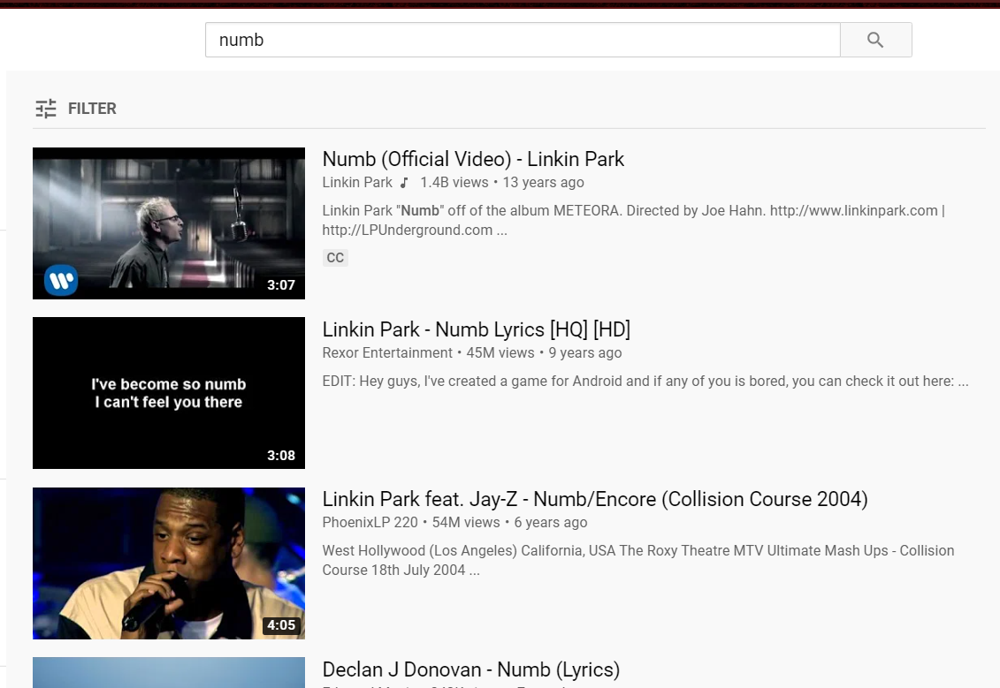 numb
FILTER
Numb (Official Video) - Linkin Park
Linkin Park 1.4B views • 13 years ago
Linkin Park "Numb" off of the album METEORA. Directed by Joe Hahn. http://www.linkinpark.com |
http://LPUnderground.com ...
CC
3:07
Linkin Park - Numb Lyrics [HQ] [HD]
Rexor Entertainment • 45M views • 9 years ago
EDIT: Hey guys, I've created a game for Android and if any of you is bored, you can check it out here: ...
I've become so numb
I can't feel you there
3:08
Linkin Park feat. Jay-Z - Numb/Encore (Collision Course 2004)
PhoenixLP 220 • 54M views • 6 years ago
West Hollywood (Los Angeles) California, USA The Roxy Theatre MTV Ultimate Mash Ups - Collision
Course 18th July 2004 ...
4:05
Declan J Donovan - Numb (Lyrics)